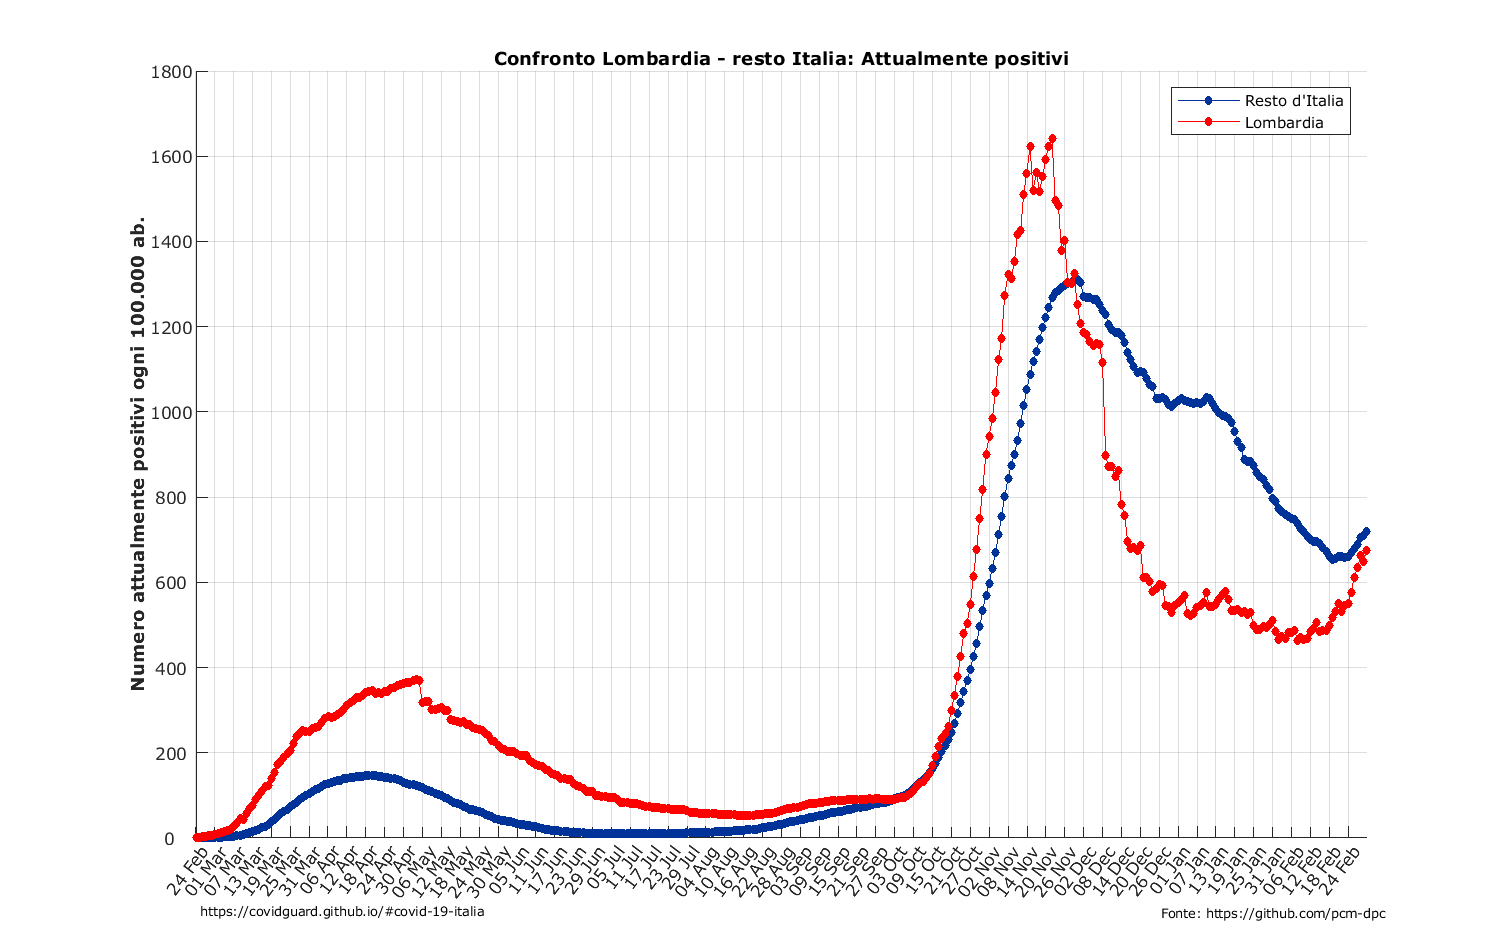 Confronto Lombardia - resto Italia: Attualmente positivi
Numero attualmente positivi ogni 100.000 ab.
1800
1600
1400
1200
1000
800
600
400
200
0
Resto d'Italia
Lombardia
24 Feb
01 Mar
07 Mar
13 Mar
19 Mar
25 Mar
31 Mar
06 Apr
12 Apr
18 Apr
24 Apr
30 Apr
06 May
12 May
18 May
24 May
30 May
05 Jun
11 Jun
17 Jun
23 Jun
29 Jun
05 Jul
11 Jul
17 Jul
23 Jul
29 Jul
04 Aug
10 Aug
16 Aug
22 Aug
28 Aug
03 Sep
09 Sep
15 Sep
21 Sep
27 Sep
03 Oct
09 Oct
15 Oct
21 Oct
27 Oct
02 Nov
08 Nov
14 Nov
20 Nov
26 Nov
02 Dec
08 Dec
14 Dec
20 Dec
26 Dec
01 Jan
07 Jan
13 Jan
19 Jan
25 Jan
31 Jan
06 Feb
12 Feb
18 Feb
24 Feb
https://covidguard.github.io/#covid-19-italia
Fonte: https://github.com/pcm-dpc